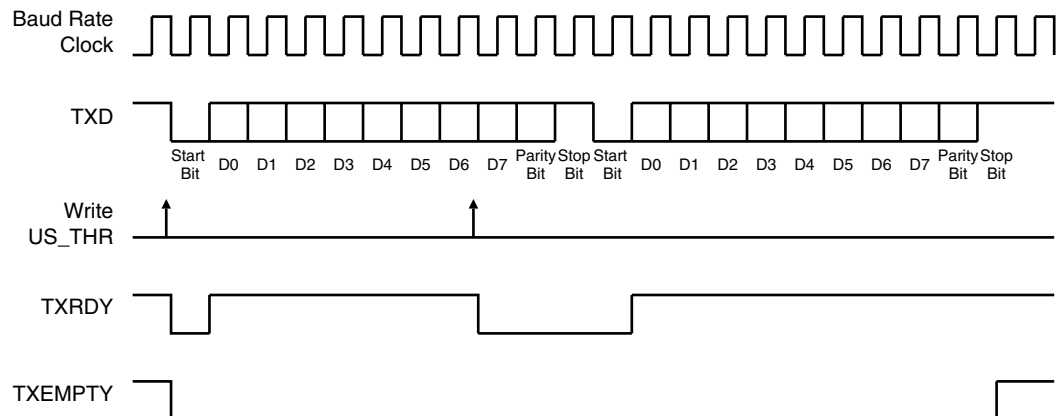 Baud Rate
Clock
TXD
Start
Bit
D0 D1 D2 D3 D4 D5 D6 D7
Parity
Bit
Stop
Bit
Start
Bit
D0 D1 D2 D3 D4 D5 D6 D7
Parity
Bit
Stop
Bit
Write
US_THR
TXRDY
TXEMPTY